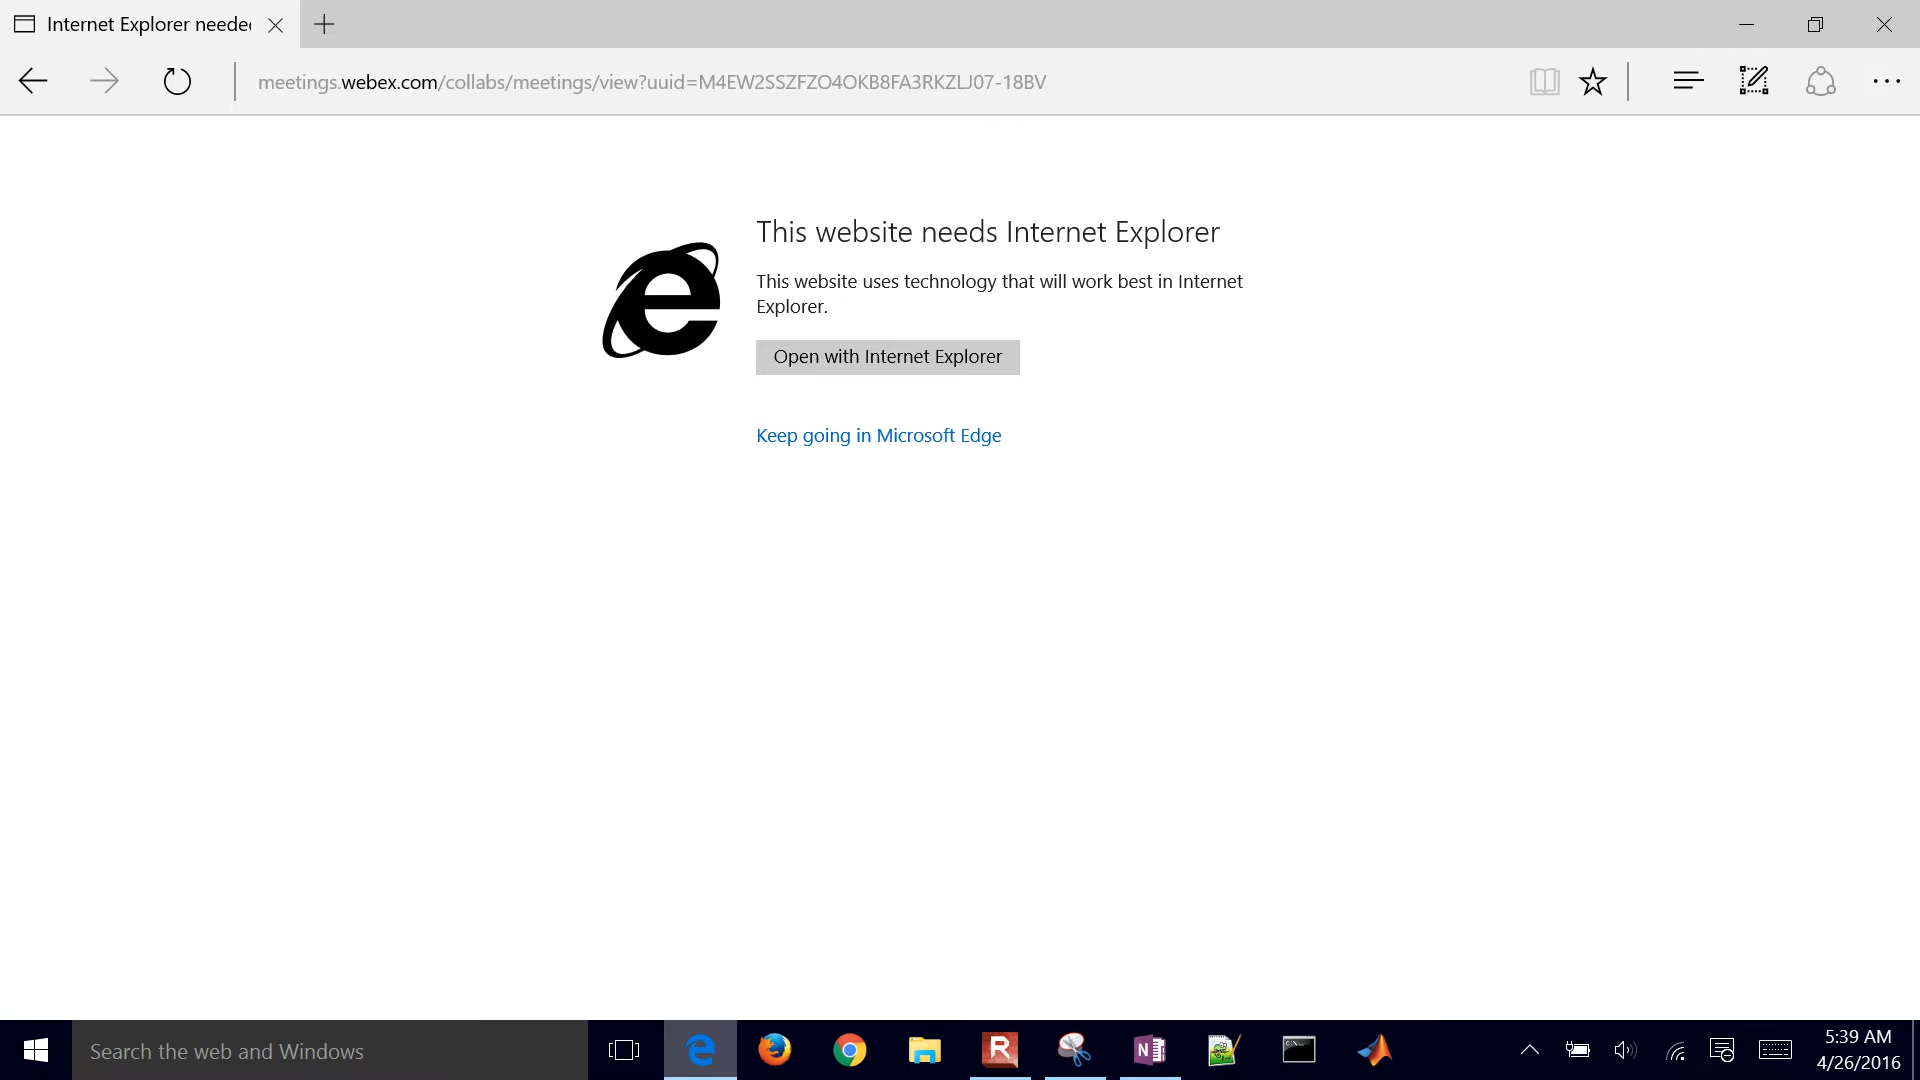 Internet Explorer neede
meetings.webex.com/collabs/meetings/view?uuid=M4EW2SSZFZO4OKB8FA3RKZLJ07-18BV
This website needs Internet Explorer
This website uses technology that will work best in Internet
Explorer.
Open with Internet Explorer
Keep going in Microsoft Edge
Search the web and Windows
5:39 AM
4/26/2016